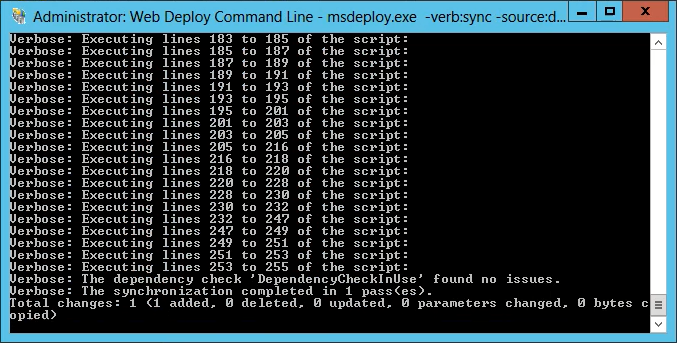 Administrator: Web Deploy Command Line - msdeploy.exe  -verb:sync -source:d...
Verbose: Executing lines 183 to 185 of the script:
Verbose: Executing lines 185 to 187 of the script:
Verbose: Executing lines 187 to 189 of the script:
Verbose: Executing lines 189 to 191 of the script:
Verbose: Executing lines 191 to 193 of the script:
Verbose: Executing lines 193 to 195 of the script:
Verbose: Executing lines 195 to 201 of the script:
Verbose: Executing lines 201 to 203 of the script:
Verbose: Executing lines 203 to 205 of the script:
Verbose: Executing lines 205 to 216 of the script:
Verbose: Executing lines 216 to 218 of the script:
Verbose: Executing lines 218 to 220 of the script:
Verbose: Executing lines 220 to 228 of the script:
Verbose: Executing lines 228 to 230 of the script:
Verbose: Executing lines 230 to 232 of the script:
Verbose: Executing lines 232 to 247 of the script:
Verbose: Executing lines 247 to 249 of the script:
Verbose: Executing lines 249 to 251 of the script:
Verbose: Executing lines 251 to 253 of the script:
Verbose: Executing lines 253 to 255 of the script:
Verbose: The dependency check 'DependencyCheckInUse' found no issues.
Verbose: The synchronization completed in 1 pass(es).
Total changes: 1 (1 added, 0 deleted, 0 updated, 0 parameters changed, 0 bytes c
opied)